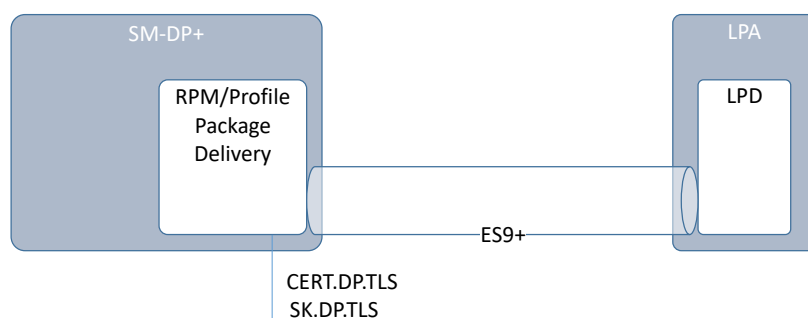 SM-DP+
LPA
RPM/Profile
Package
Delivery
LPD
ES9+
CERT.DP.TLS
SK.DP.TLS